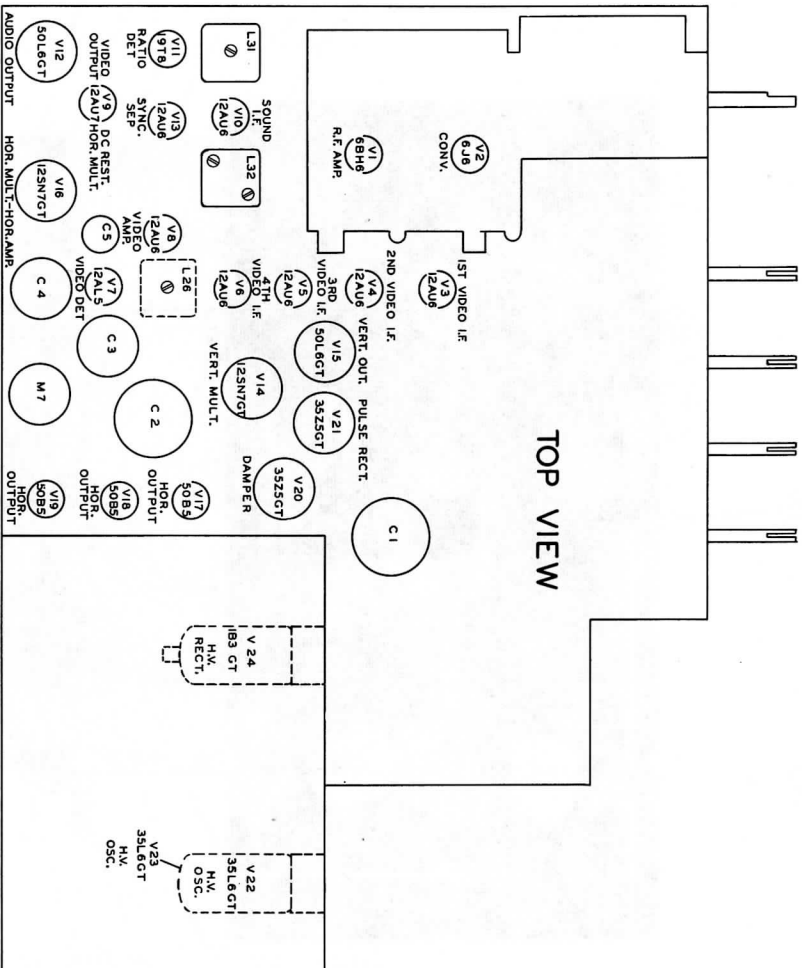 TOP VIEW
L31
V11
19T8
RATIO
DET
V12
50L6GT
AUDIO OUTPUT
VIDEO
OUTPUT
V9
12AU7
DC REST.
HOR. MULT.
V13
12AU6
SYNC.
SEP
SOUND
I.F.
V10
12AU6
L32
V1
6BH6
R.F. AMP.
V2
6J6
CONV.
V16
12SN7GT
HOR. MULT.-HOR.AMP.
C5
V8
12AU6
VIDEO
AMP.
L26
V7
12AL5
VIDEO DET
C4
C3
C2
M7
V6
12AU6
4TH
VIDEO I.F.
V5
12AU6
3RD
VIDEO I.F.
V4
12AU6
2ND VIDEO I.F.
V3
12AU6
1ST VIDEO I.F.
V15
50L6GT
VERT. OUT.
V14
12SN7GT
VERT. MULT.
V21
35Z5GT
PULSE RECT.
V20
35Z5GT
DAMPER
C1
V17
50B5
HOR.
OUTPUT
V18
50B5
HOR.
OUTPUT
V19
50B5
HOR.
OUTPUT
V 24
1B3 GT
H.V.
RECT.
V22
35L6GT
H.V.
OSC.
V23
35L6GT
H.V.
OSC.